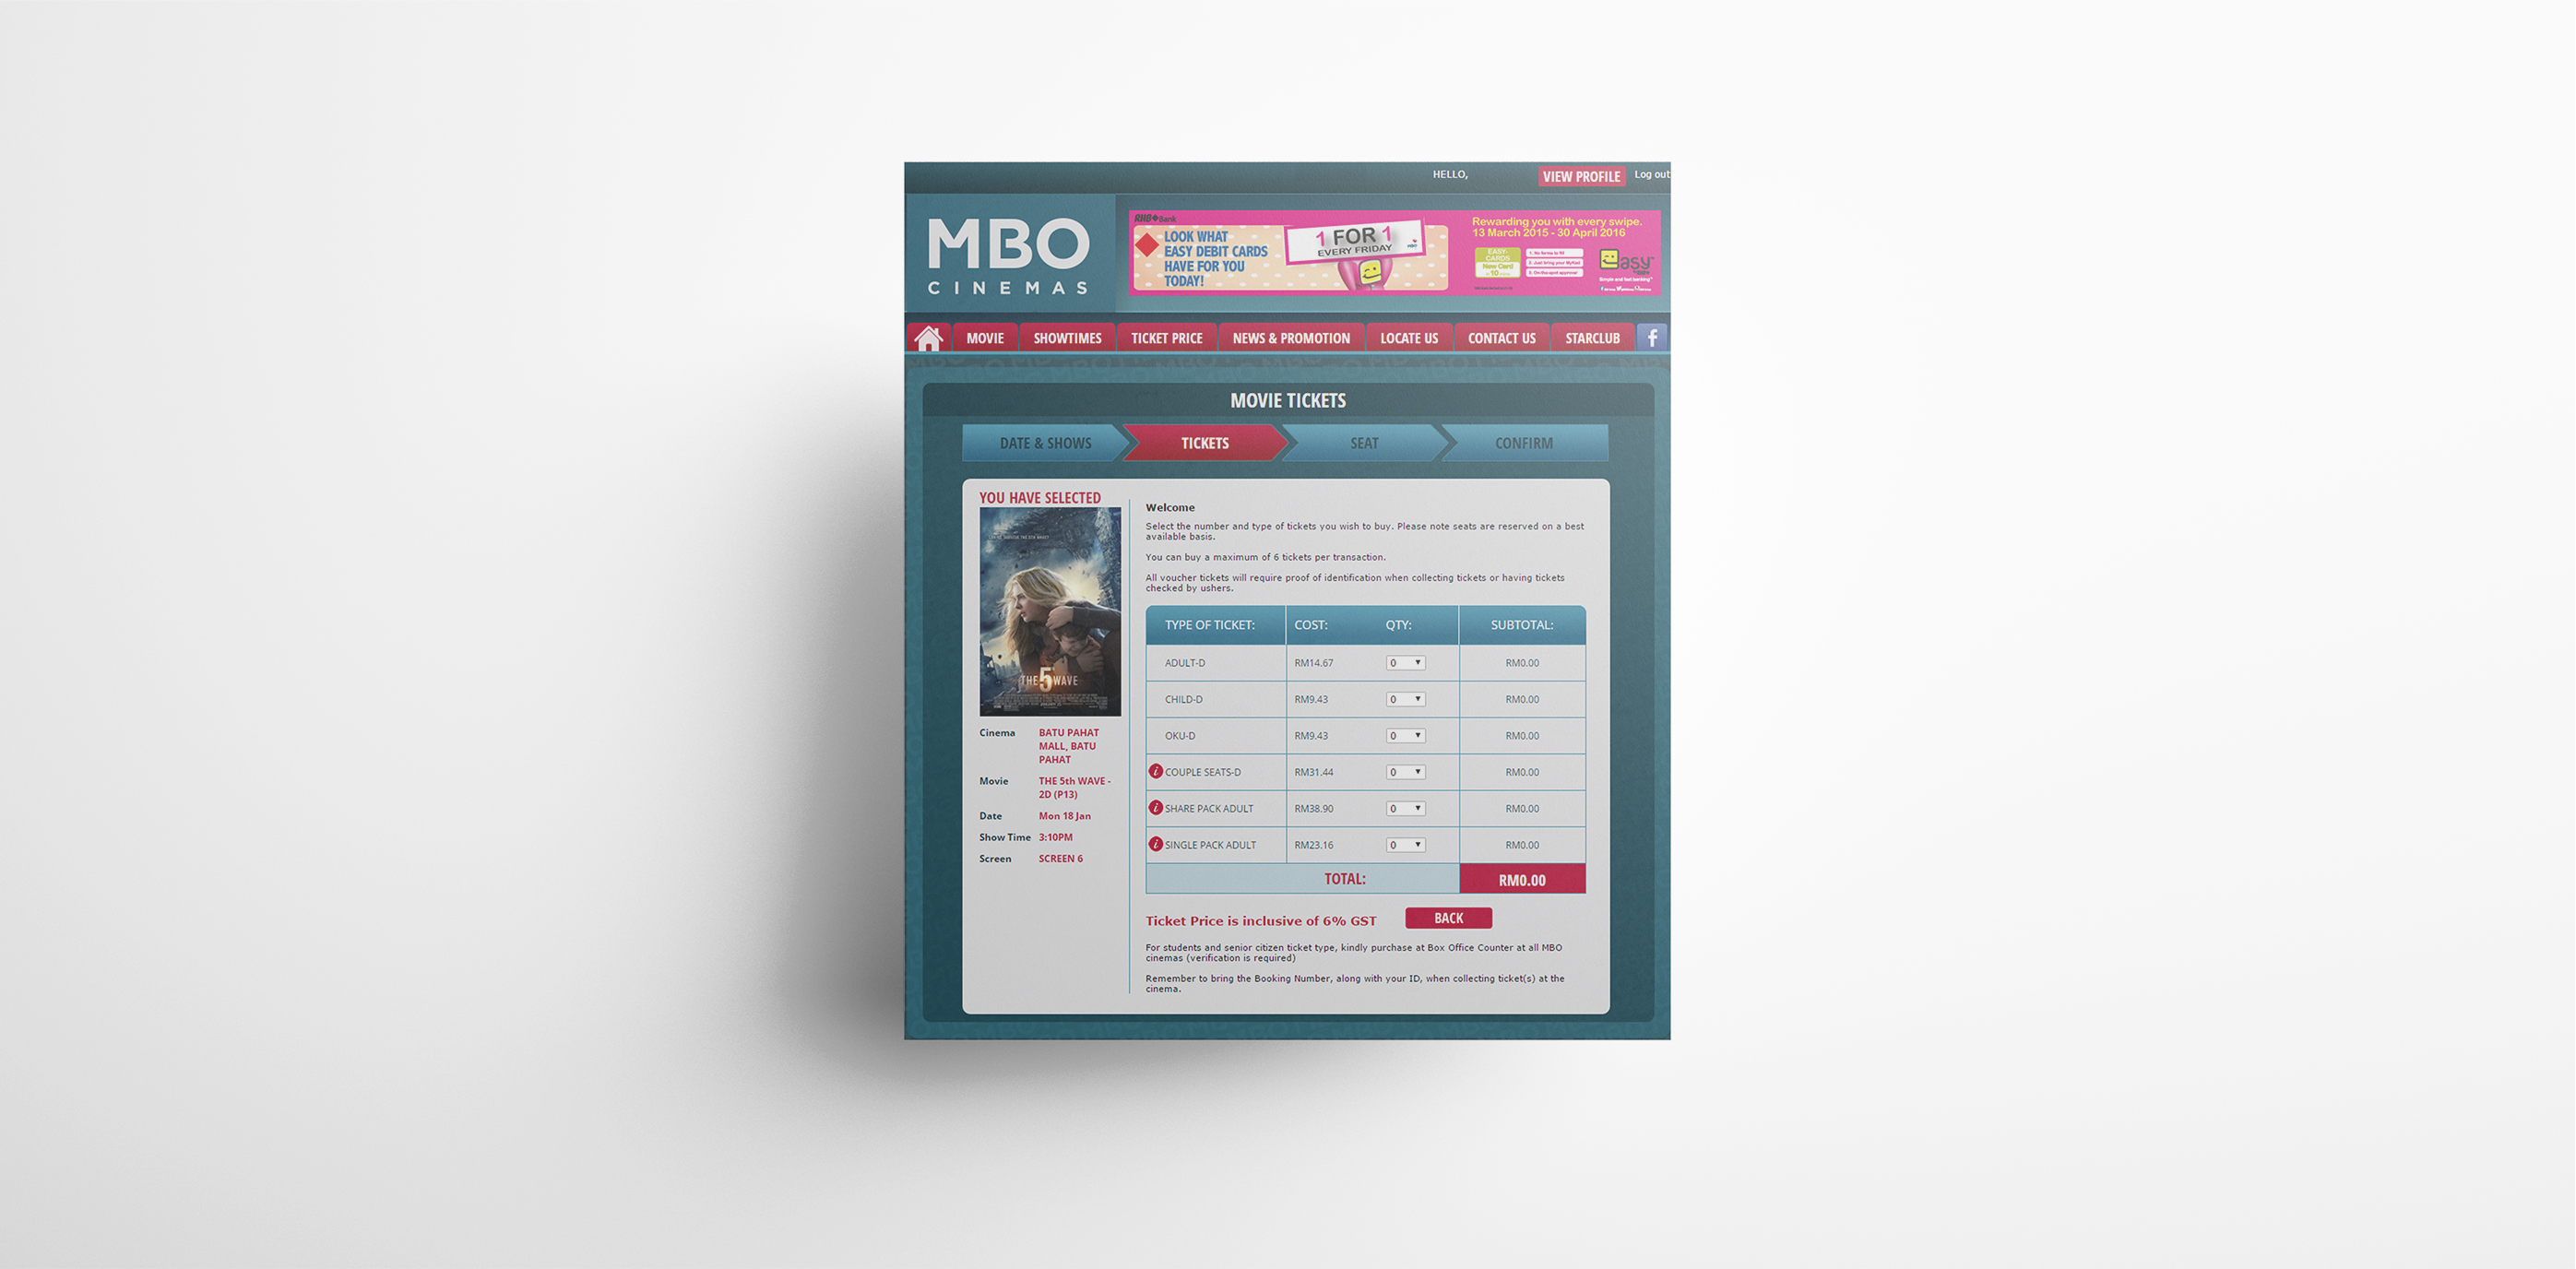 HELLO, VIEW PROFILE Log out
MBO
CINEMAS
RHB Bank
LOOK WHAT
EASY DEBIT CARDS
HAVE FOR YOU
TODAY!
1 FOR 1
EVERY FRIDAY
Rewarding you with every swipe.
13 March 2015 - 30 April 2016
EASY-
CARDS
New Card
easy
Simple and fast banking
MOVIE SHOWTIMES TICKET PRICE NEWS & PROMOTION LOCATE US CONTACT US STARCLUB f
MOVIE TICKETS
DATE & SHOWS TICKETS SEAT CONFIRM
YOU HAVE SELECTED
THE 5 WAVE
Cinema BATU PAHAT
MALL, BATU
PAHAT
Movie THE 5th WAVE -
2D (P13)
Date Mon 18 Jan
Show Time 3:10PM
Screen SCREEN 6
Welcome
Select the number and type of tickets you wish to buy. Please note seats are reserved on a best
available basis.
You can buy a maximum of 6 tickets per transaction.
All voucher tickets will require proof of identification when collecting tickets or having tickets
checked by ushers.
TYPE OF TICKET: COST: QTY: SUBTOTAL:
ADULT-D RM14.67 0 RM0.00
CHILD-D RM9.43 0 RM0.00
OKU-D RM9.43 0 RM0.00
i COUPLE SEATS-D RM31.44 0 RM0.00
i SHARE PACK ADULT RM38.90 0 RM0.00
i SINGLE PACK ADULT RM23.16 0 RM0.00
TOTAL: RM0.00
Ticket Price is inclusive of 6% GST BACK
For students and senior citizen ticket type, kindly purchase at Box Office Counter at all MBO
cinemas (verification is required)
Remember to bring the Booking Number, along with your ID, when collecting ticket(s) at the
cinema.